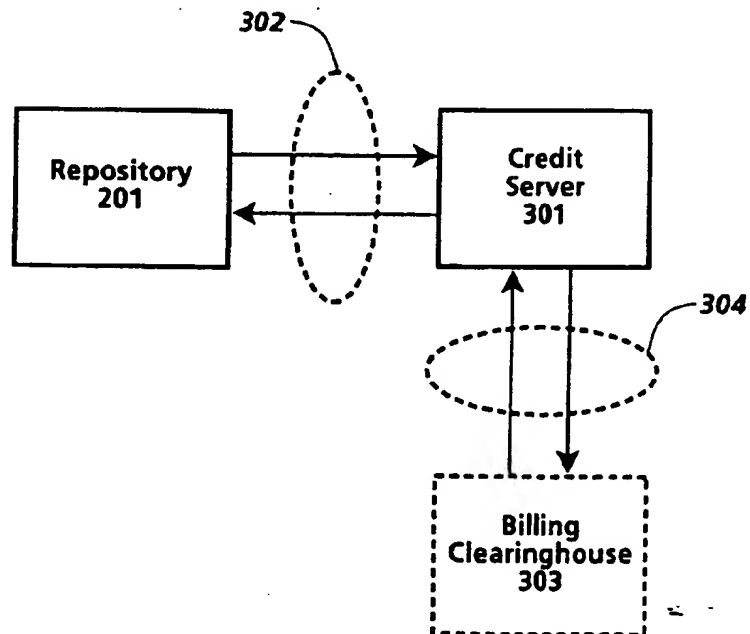 302
Repository
201
Credit
Server
301
304
Billing
Clearinghouse
303